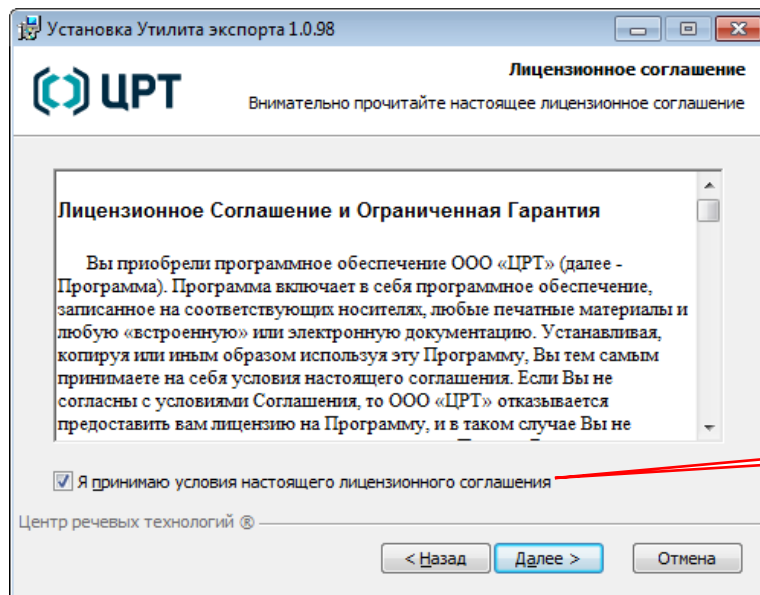 Установка Утилита экспорта 1.0.98
ЦРТ
Лицензионное соглашение
Внимательно прочитайте настоящее лицензионное соглашение
Лицензионное Соглашение и Ограниченная Гарантия
Вы приобрели программное обеспечение ООО «ЦРТ» (далее -
Программа). Программа включает в себя программное обеспечение,
записанное на соответствующих носителях, любые печатные материалы и
любую «встроенную» или электронную документацию. Устанавливая,
копируя или иным образом используя эту Программу, Вы тем самым
принимаете на себя условия настоящего соглашения. Если Вы не
согласны с условиями Соглашения, то ООО «ЦРТ» отказывается
предоставить вам лицензию на Программу, и в таком случае Вы не
Я принимаю условия настоящего лицензионного соглашения
Центр речевых технологий ®
< Назад
Далее >
Отмена